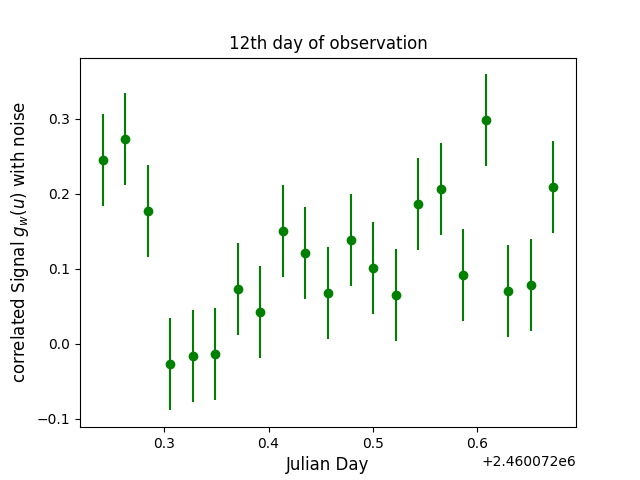 12th day of observation
correlated Signal g_w(u) with noise
0.3
0.2
0.1
0.0
−0.1
0.3 0.4 0.5 0.6
Julian Day
+2.460072e6